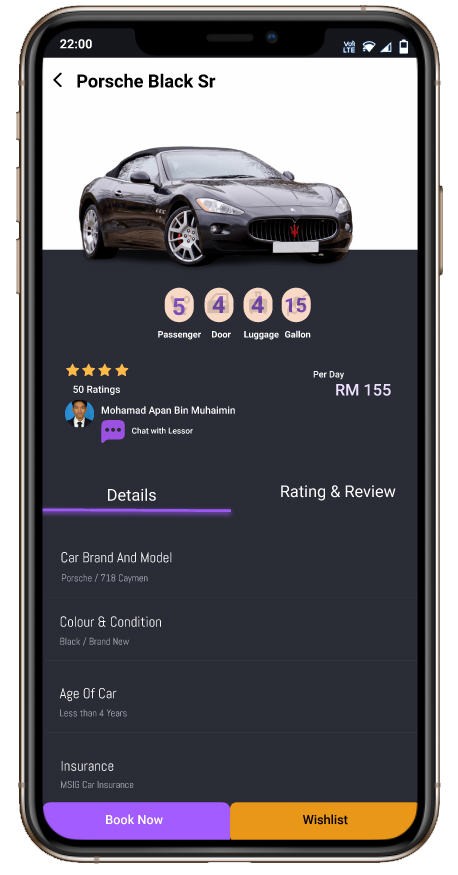 22:00
Vo)
LTE
Porsche Black Sr
5 4 4 15
Passenger Door Luggage Gallon
50 Ratings
Per Day
RM 155
Mohamad Apan Bin Muhaimin
Chat with Lessor
Details
Rating & Review
Car Brand And Model
Porsche / 718 Caymen
Colour & Condition
Black / Brand New
Age Of Car
Less than 4 Years
Insurance
MSIG Car Insurance
Book Now
Wishlist